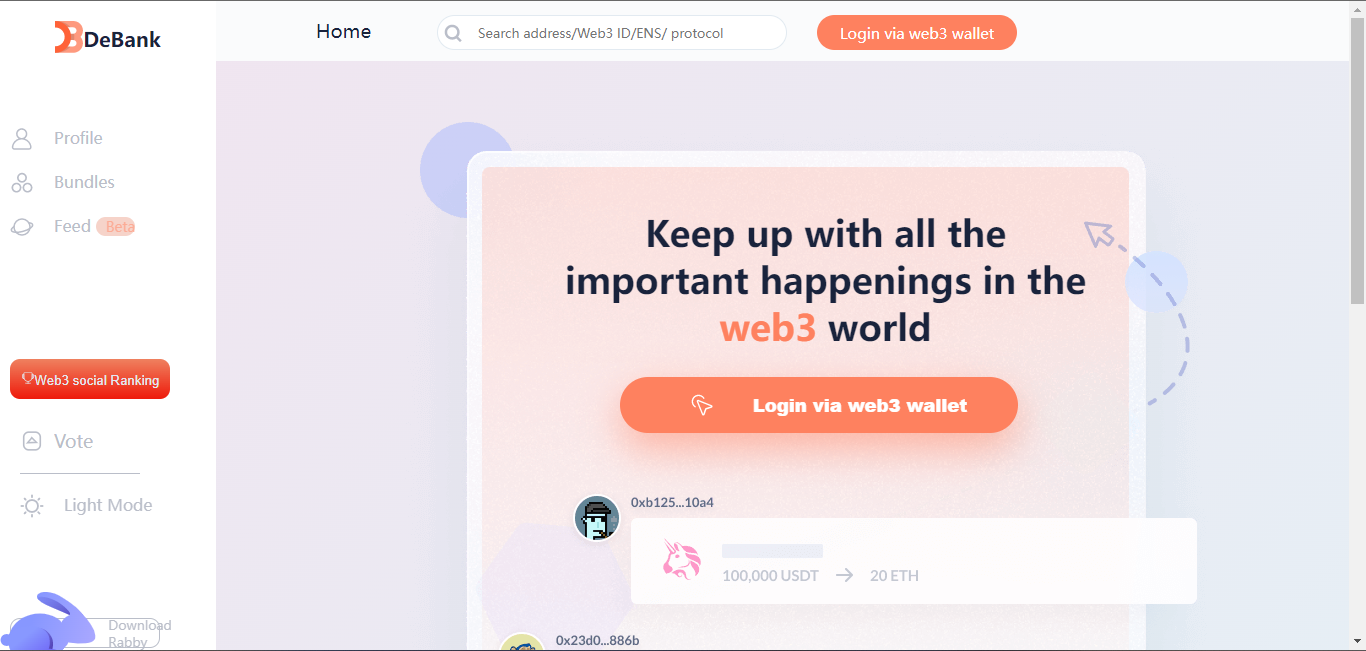 DeBank
Home
Search address/Web3 ID/ENS/ protocol
Login via web3 wallet
Profile
Bundles
Feed Beta
Web3 social Ranking
Vote
Light Mode
Download
Rabby
Keep up with all the
important happenings in the
web3 world
Login via web3 wallet
0xb125...10a4
100,000 USDT → 20 ETH
0x23d0...886b